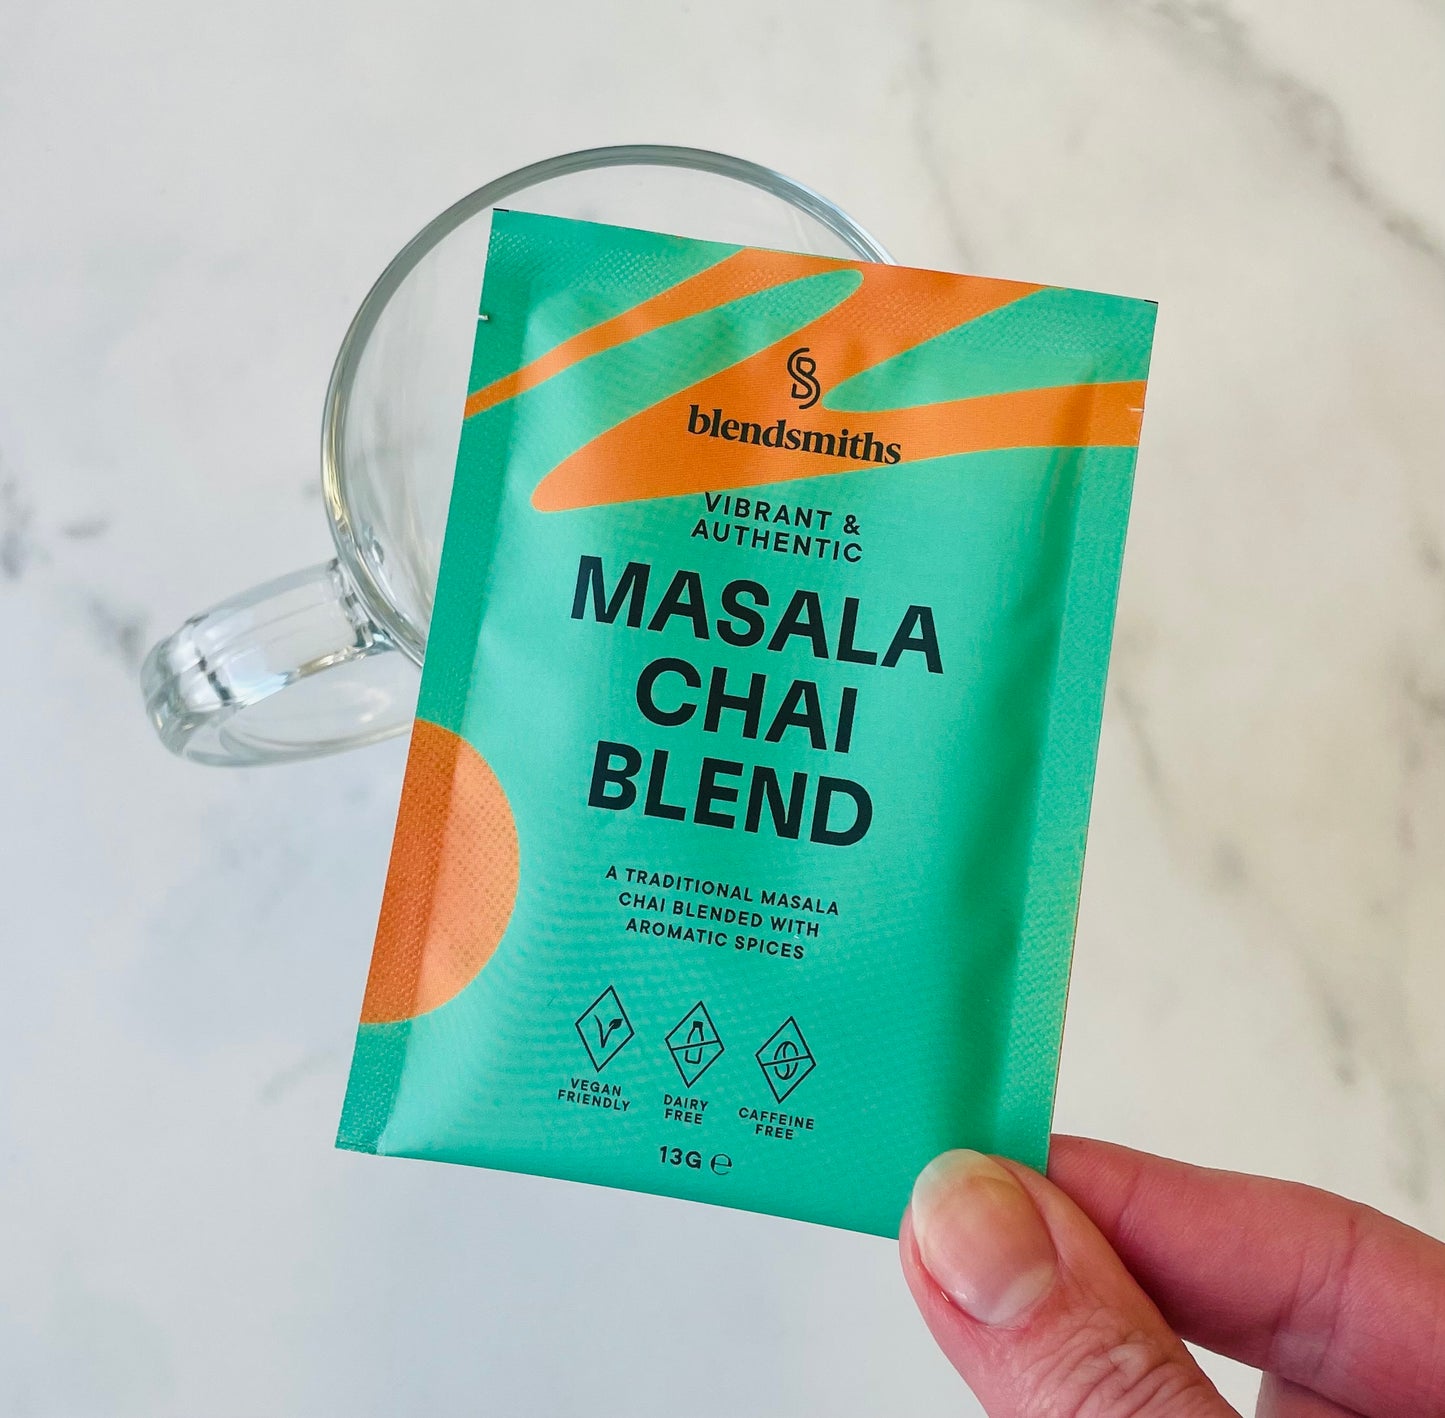 blendsmiths
VIBRANT &
AUTHENTIC
MASALA
CHAI
BLEND
A TRADITIONAL MASALA
CHAI BLENDED WITH
AROMATIC SPICES
VEGAN
FRIENDLY
DAIRY
FREE
CAFFEINE
FREE
13G ℮